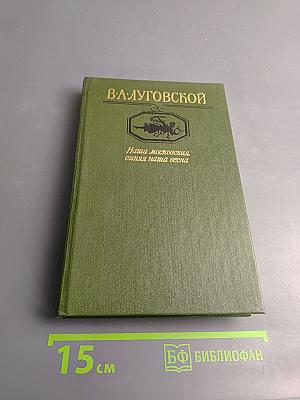 В·А·ЛУГОВСКОЙ
Наша московская,
синяя наша весна
15 см
БФ БИБЛИОФАН